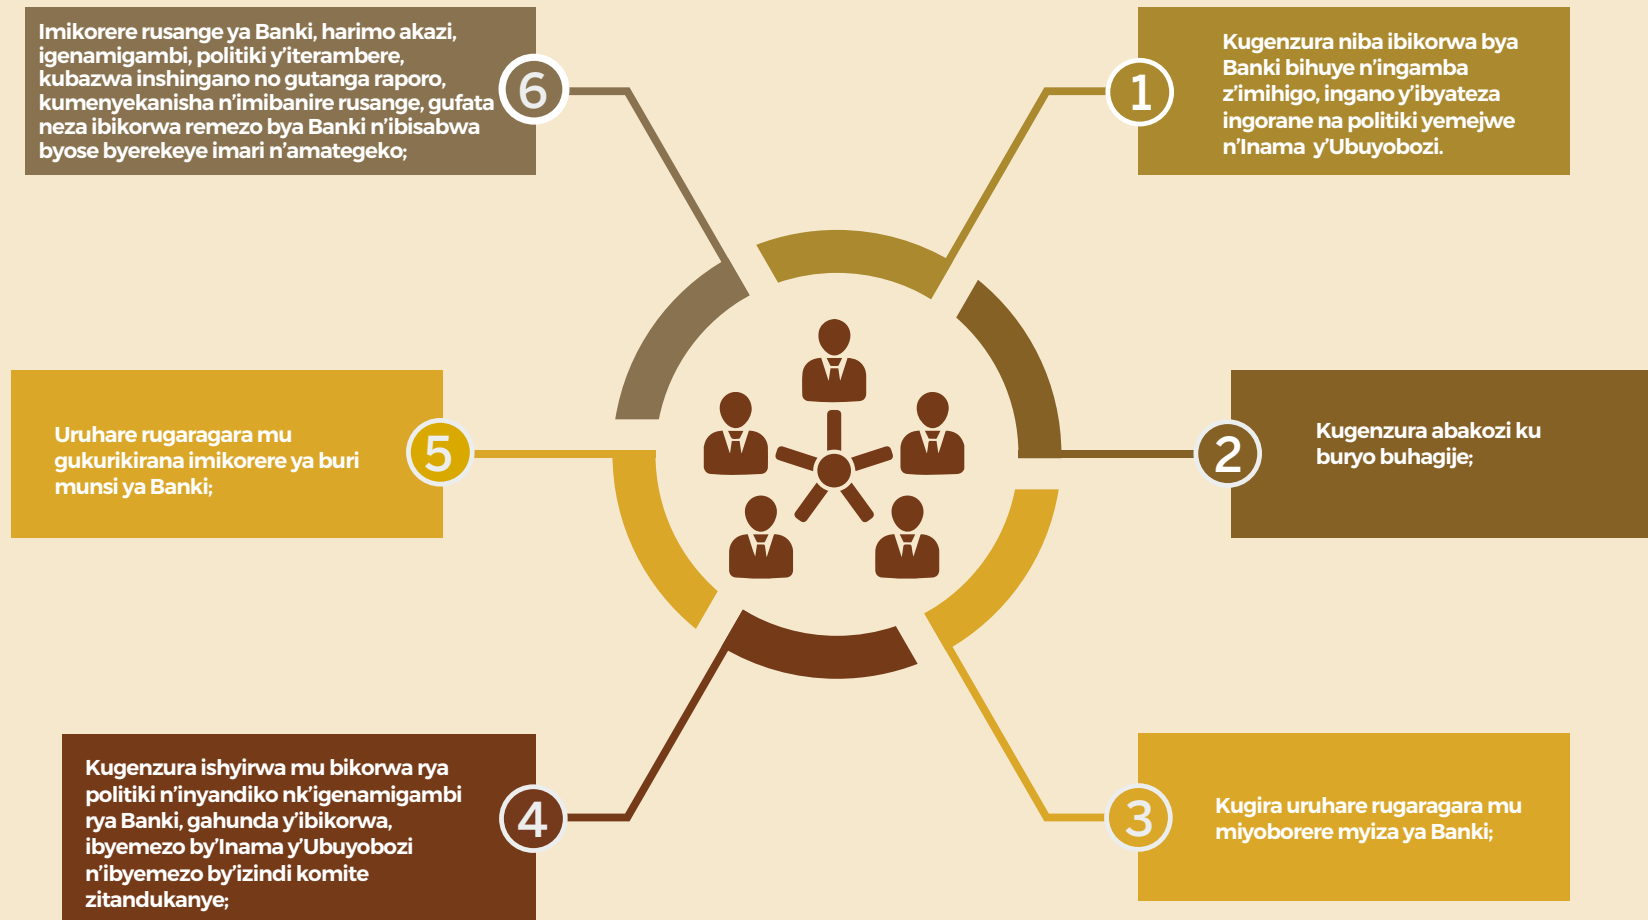 1
Kugenzura niba ibikorwa bya
Banki bihuye n’ingamba
z’imihigo, ingano y’ibyateza
ingorane na politiki yemejwe
n’Inama y’Ubuyobozi.
2
Kugenzura abakozi ku
buryo buhagije;
3
Kugira uruhare rugaragara mu
miyoborere myiza ya Banki;
4
Kugenzura ishyirwa mu bikorwa rya
politiki n’inyandiko nk’igenamigambi
rya Banki, gahunda y’ibikorwa,
ibyemezo by’Inama y’Ubuyobozi
n’ibyemezo by’izindi komite
zitandukanye;
5
Uruhare rugaragara mu
gukurikirana imikorere ya buri
munsi ya Banki;
6
Imikorere rusange ya Banki, harimo akazi,
igenamigambi, politiki y’iterambere,
kubazwa inshingano no gutanga raporo,
kumenyekanisha n’imibanire rusange, gufata
neza ibikorwa remezo bya Banki n’ibisabwa
byose byerekeye imari n’amategeko;